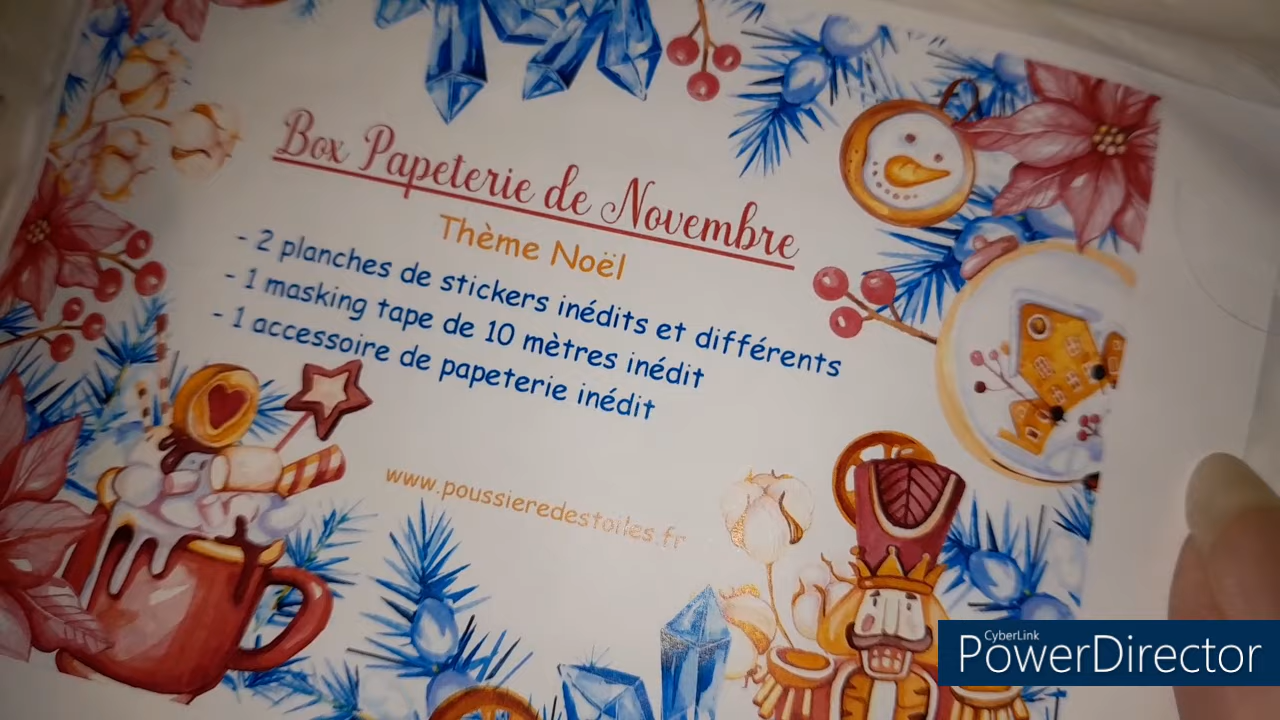 Box Papeterie de Novembre
Thème Noël
- 2 planches de stickers inédits et différents
- 1 masking tape de 10 mètres inédit
- 1 accessoire de papeterie inédit
www.poussieredestoiles.fr
CyberLink
PowerDirector